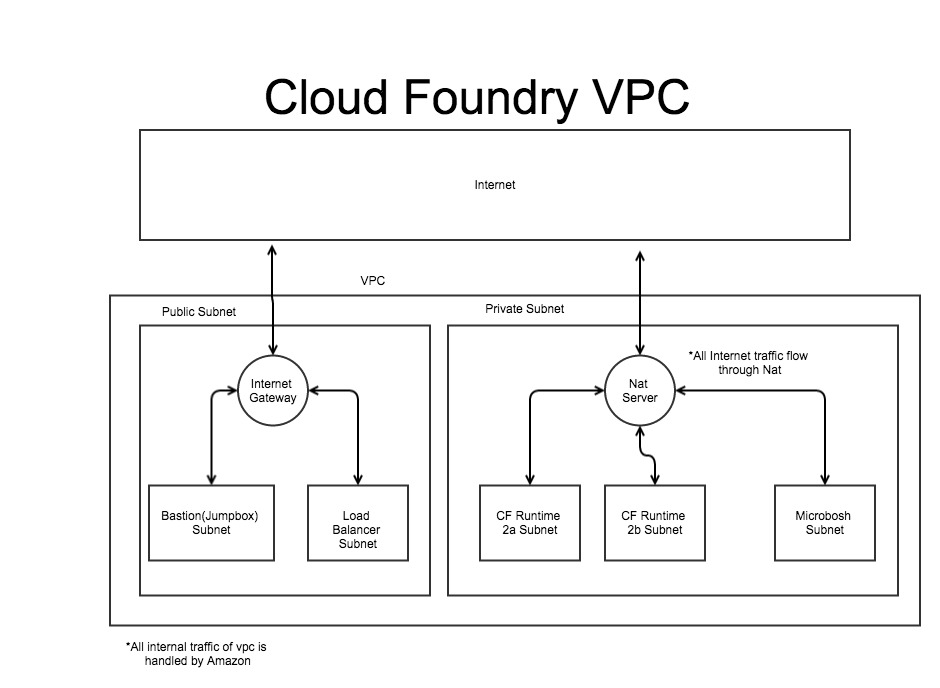 Cloud Foundry VPC
Internet
VPC
Public Subnet
Private Subnet
*All Internet traffic flow
through Nat
Internet
Gateway
Nat
Server
Bastion(Jumpbox)
Subnet
Load
Balancer
Subnet
CF Runtime
2a Subnet
CF Runtime
2b Subnet
Microbosh
Subnet
*All internal traffic of vpc is
handled by Amazon